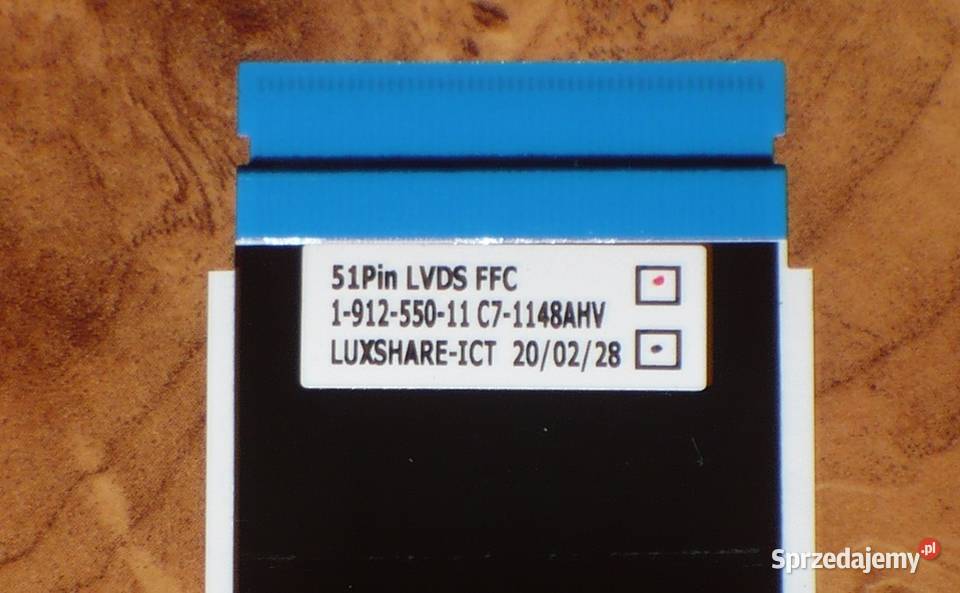 51Pin LVDS FFC
1-912-550-11 C7-1148AHV
LUXSHARE-ICT 20/02/28
Sprzedajemy.pl